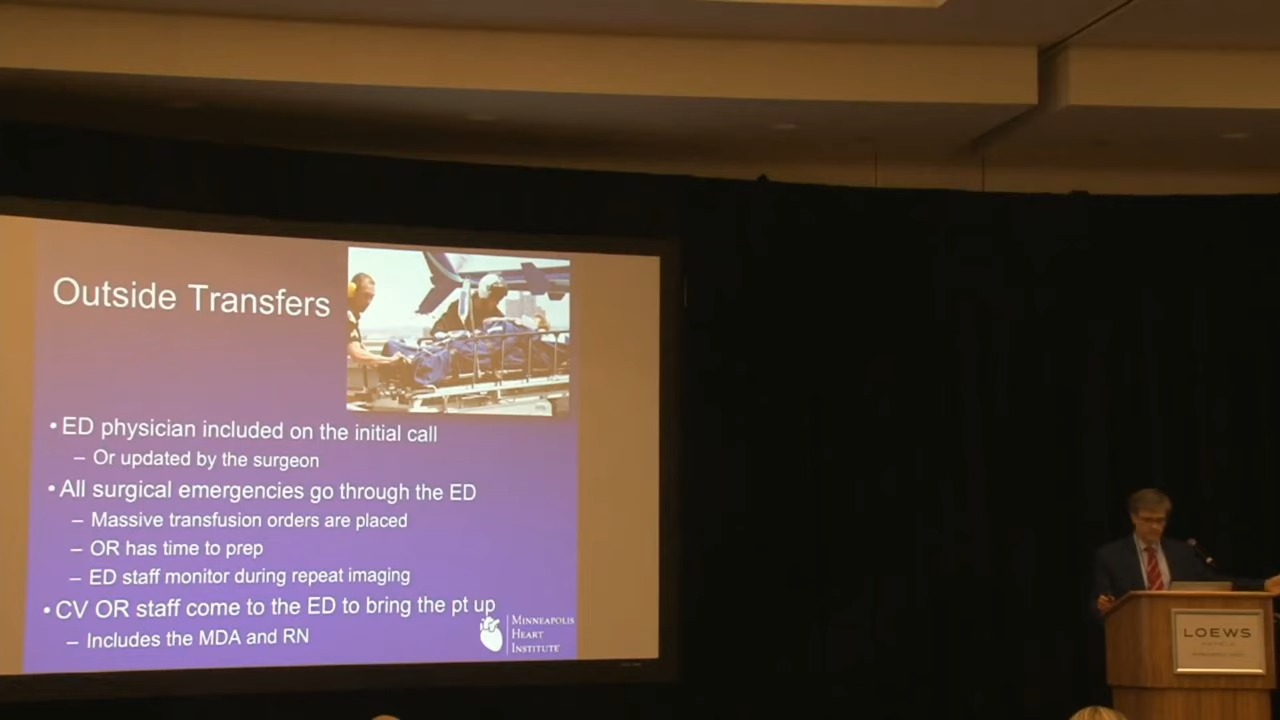 Outside Transfers
• ED physician included on the initial call
– Or updated by the surgeon
• All surgical emergencies go through the ED
– Massive transfusion orders are placed
– OR has time to prep
– ED staff monitor during repeat imaging
• CV OR staff come to the ED to bring the pt up
– Includes the MDA and RN
MINNEAPOLIS
HEART
INSTITUTE
LOEWS
HOTELS